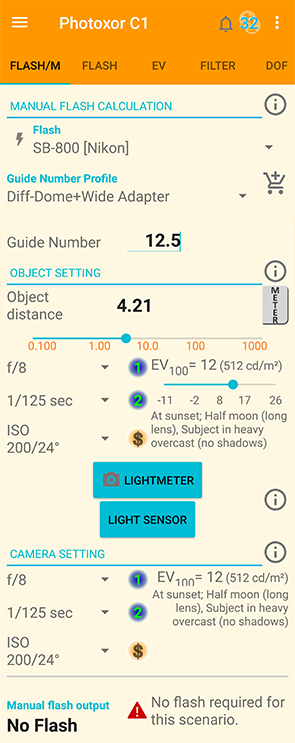 Photoxor C1 32
FLASH/M FLASH EV FILTER DOF
MANUAL FLASH CALCULATION
Flash
SB-800 [Nikon]
Guide Number Profile
Diff-Dome+Wide Adapter
Guide Number 12.5
OBJECT SETTING
Object
distance 4.21
METER
0.100 1.00 10.0 100 1000
f/8 1 EV100= 12 (512 cd/m²)
1/125 sec 2 -11 -2 8 17 26
ISO
200/24° $
At sunset; Half moon (long
lens), Subject in heavy
overcast (no shadows)
LIGHTMETER
LIGHT SENSOR
CAMERA SETTING
f/8 1 EV100= 12 (512 cd/m²)
1/125 sec 2
At sunset; Half moon (long
lens), Subject in heavy
overcast (no shadows)
ISO
200/24° $
Manual flash output
No Flash
No flash required for
this scenario.